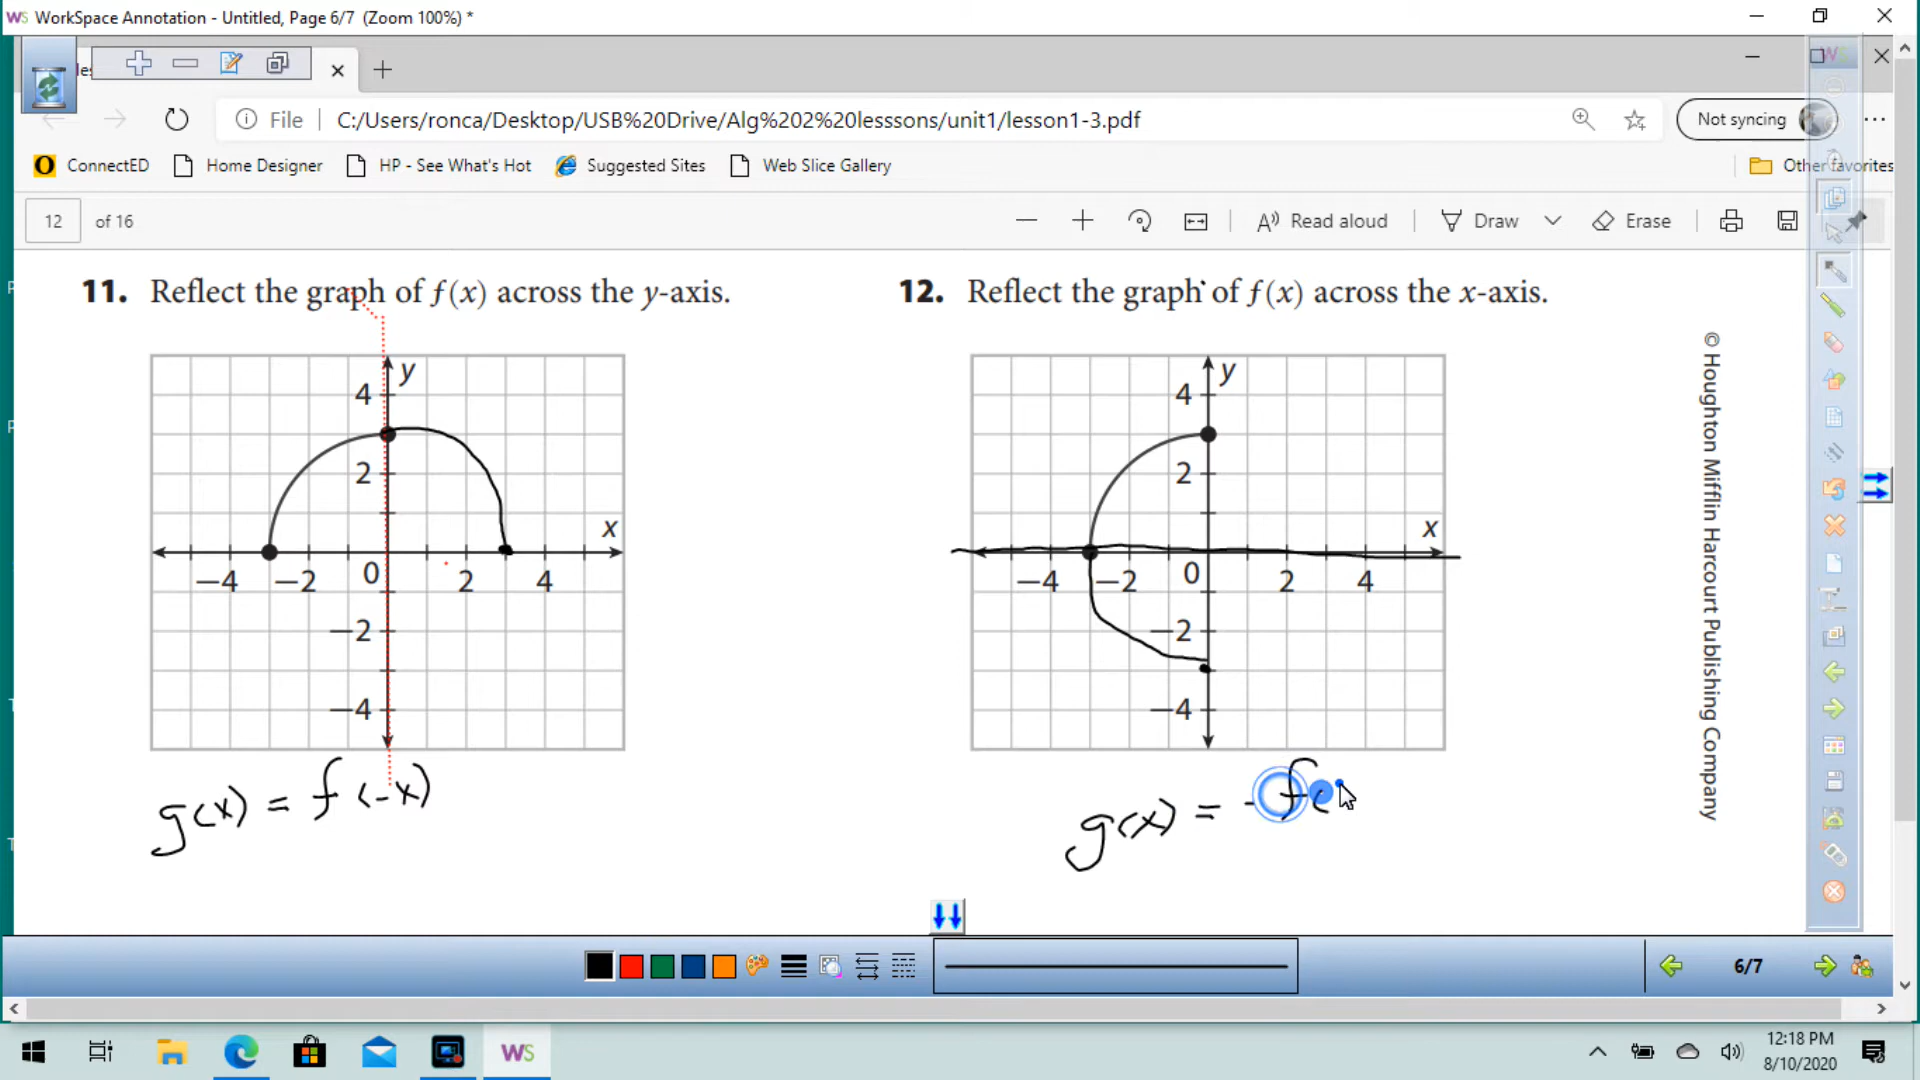 WS WorkSpace Annotation - Untitled, Page 6/7 (Zoom 100%) *
les
File C:/Users/ronca/Desktop/USB%20Drive/Alg%202%20lesssons/unit1/lesson1-3.pdf Not syncing ...
ConnectED Home Designer HP - See What's Hot Suggested Sites Web Slice Gallery Other favorites
12 of 16 Read aloud Draw Erase
11. Reflect the graph of f(x) across the y-axis.
y
4
2
x
−4 −2 0 2 4
−2
−4
g(x) = f(-x)
12. Reflect the graph of f(x) across the x-axis.
y
4
2
x
−4 −2 0 2 4
−2
−4
g(x) = - f(
© Houghton Mifflin Harcourt Publishing Company
6/7
WS
12:18 PM
8/10/2020